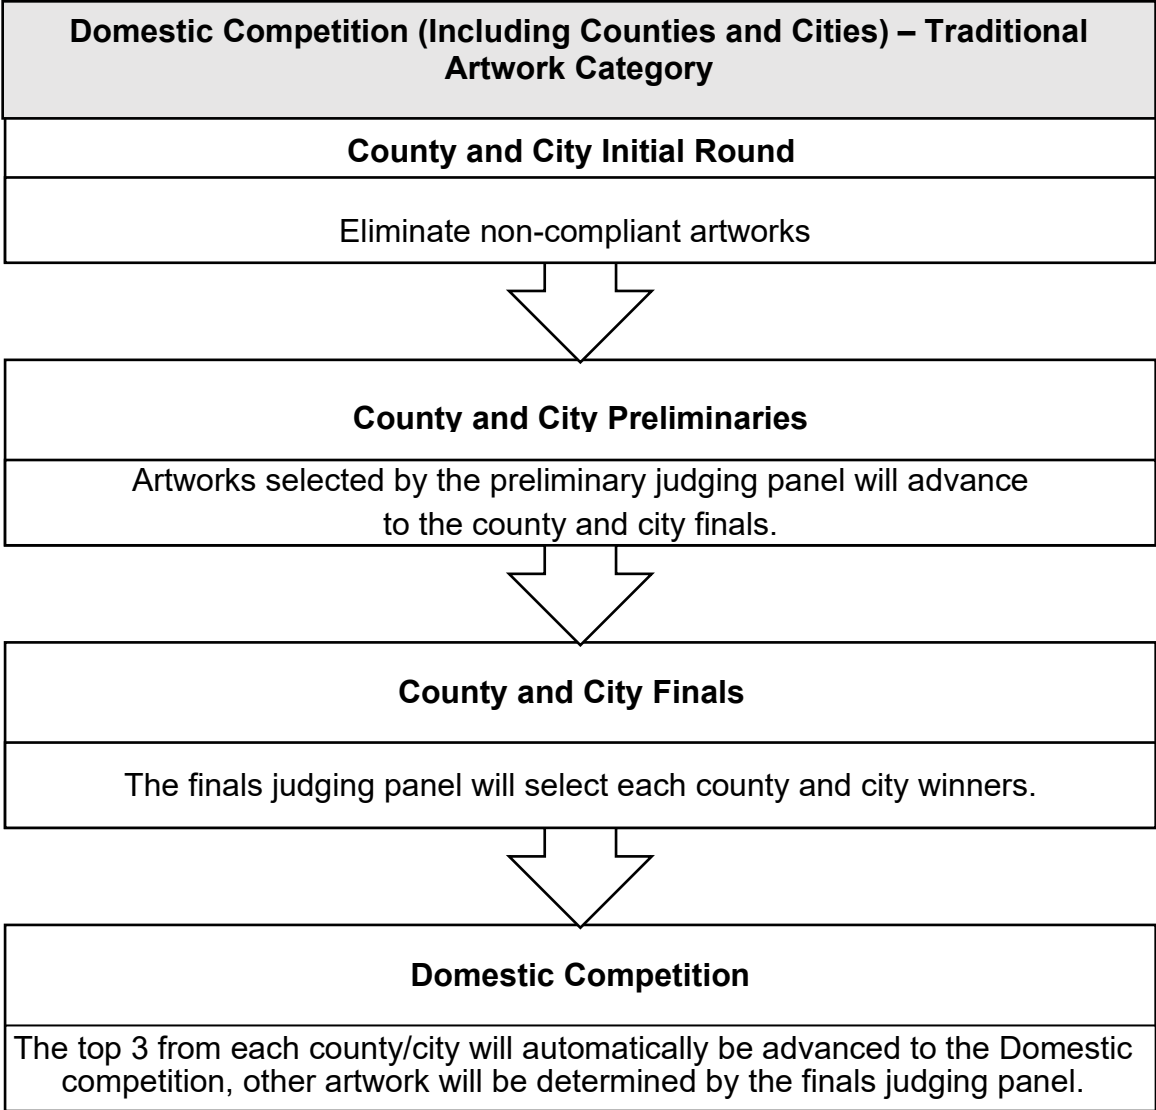 Domestic Competition (Including Counties and Cities) – Traditional
Artwork Category
County and City Initial Round
Eliminate non-compliant artworks
County and City Preliminaries
Artworks selected by the preliminary judging panel will advance
to the county and city finals.
County and City Finals
The finals judging panel will select each county and city winners.
Domestic Competition
The top 3 from each county/city will automatically be advanced to the Domestic
competition, other artwork will be determined by the finals judging panel.